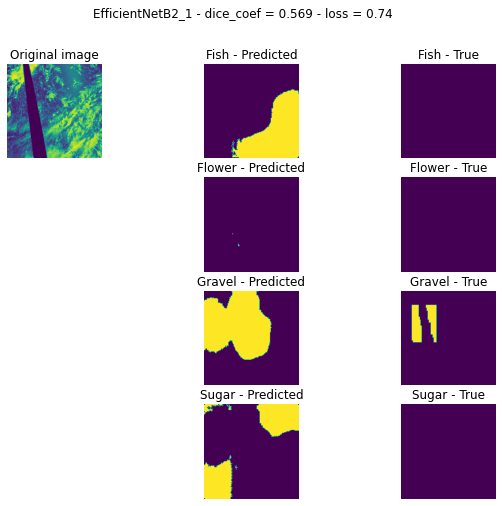 EfficientNetB2_1 - dice_coef = 0.569 - loss = 0.74
Original image
Fish - Predicted
Fish - True
Flower - Predicted
Flower - True
Gravel - Predicted
Gravel - True
Sugar - Predicted
Sugar - True